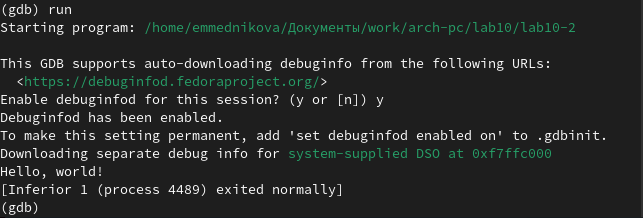 (gdb) run
Starting program: /home/emmednikova/Документы/work/arch-pc/lab10/lab10-2

This GDB supports auto-downloading debuginfo from the following URLs:
  <https://debuginfod.fedoraproject.org/>
Enable debuginfod for this session? (y or [n]) y
Debuginfod has been enabled.
To make this setting permanent, add 'set debuginfod enabled on' to .gdbinit.
Downloading separate debug info for system-supplied DSO at 0xf7ffc000
Hello, world!
[Inferior 1 (process 4489) exited normally]
(gdb)